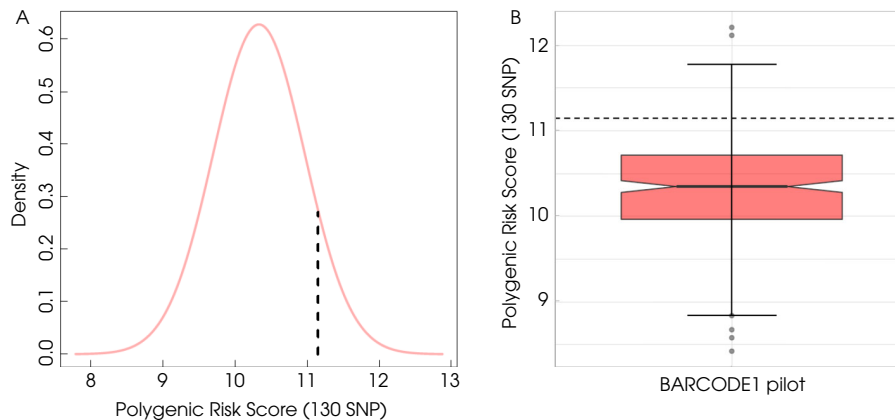 A
Density
0.6
0.5
0.4
0.3
0.2
0.1
0.0
8 9 10 11 12 13
Polygenic Risk Score (130 SNP)
B
Polygenic Risk Score (130 SNP)
12
11
10
9
BARCODE1 pilot